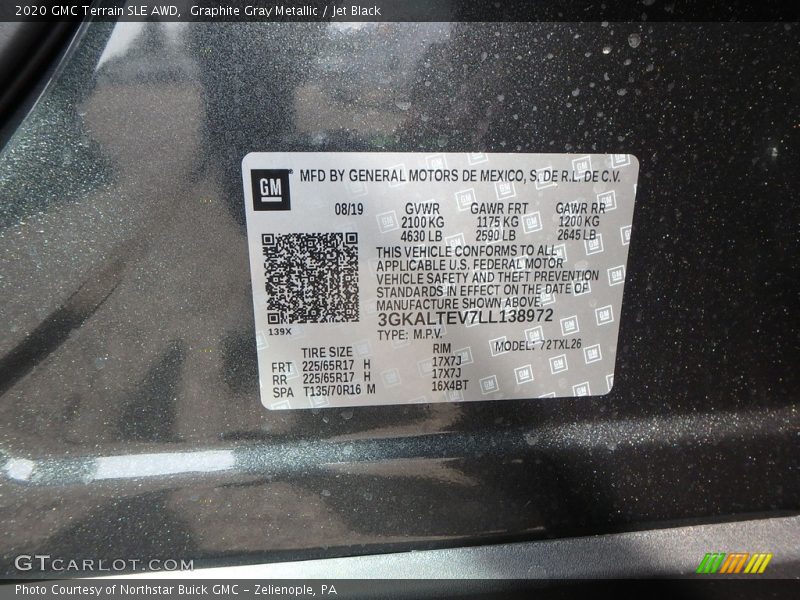 2020 GMC Terrain SLE AWD,  Graphite Gray Metallic / Jet Black
GM
MFD BY GENERAL MOTORS DE MEXICO, S. DE R.L. DE C.V.
08/19 GVWR GAWR FRT GAWR RR
2100 KG 1175 KG 1200 KG
4630 LB 2590 LB 2645 LB
THIS VEHICLE CONFORMS TO ALL
APPLICABLE U.S. FEDERAL MOTOR
VEHICLE SAFETY AND THEFT PREVENTION
STANDARDS IN EFFECT ON THE DATE OF
MANUFACTURE SHOWN ABOVE.
139X
3GKALTEV7LL138972
TYPE: M.P.V. MODEL: 72TXL26
TIRE SIZE RIM
FRT 225/65R17 H 17X7J
RR 225/65R17 H 17X7J
SPA T135/70R16 M 16X4BT
GTCARLOT.COM
Photo Courtesy of Northstar Buick GMC - Zelienople, PA